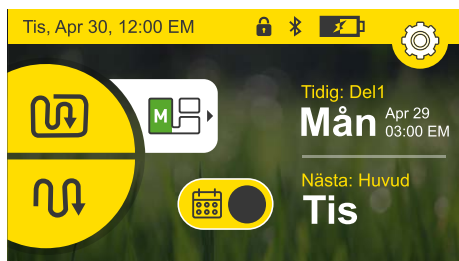 Tis, Apr 30, 12:00 EM
M
Tidig: Del1
Mån
Apr 29
03:00 EM
Nästa: Huvud
Tis